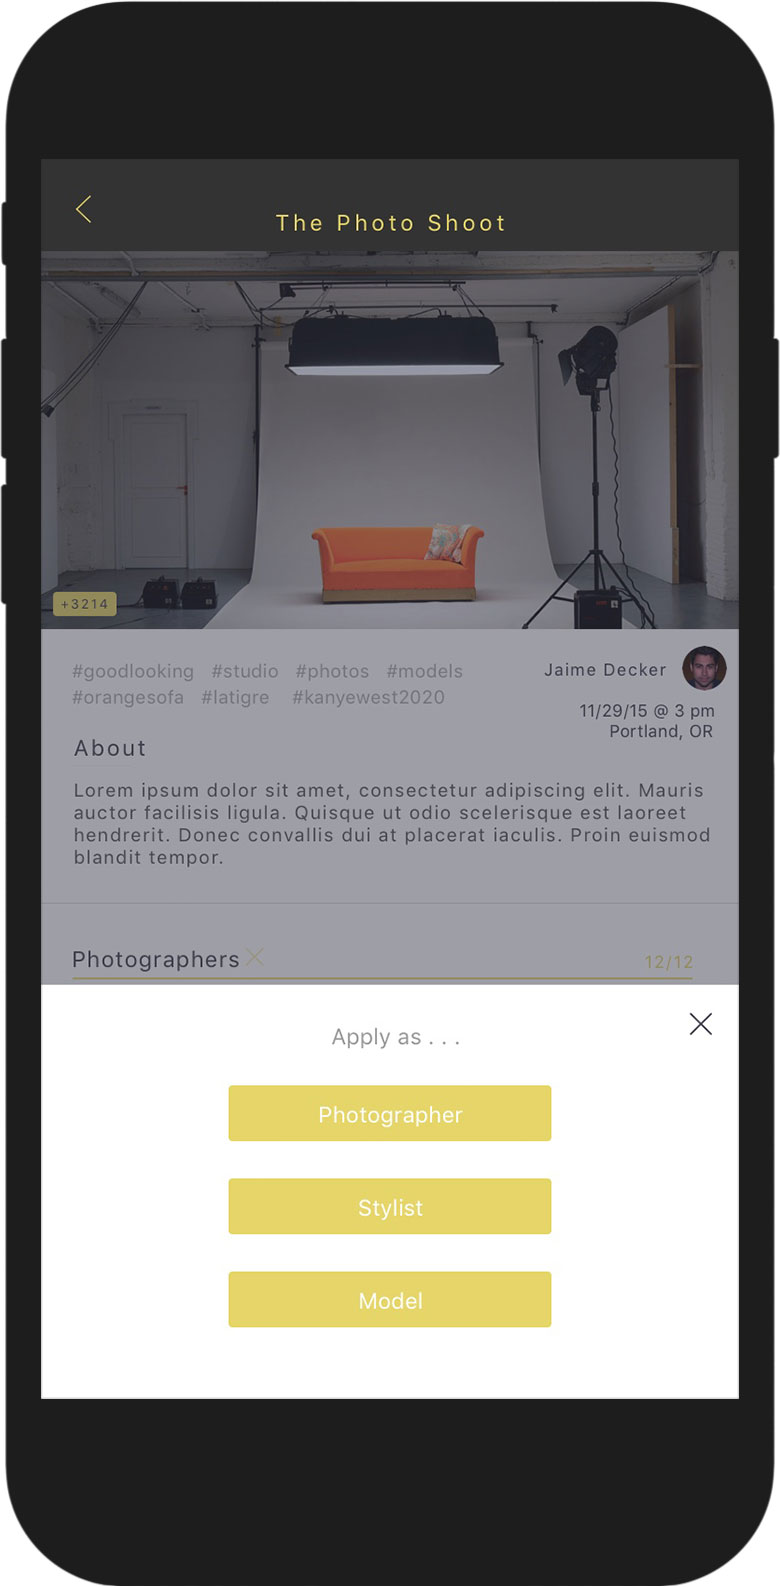 The Photo Shoot
+3214
#goodlooking #studio #photos #models
#orangesofa #latigre #kanyewest2020
Jaime Decker
11/29/15 @ 3 pm
Portland, OR
About
Lorem ipsum dolor sit amet, consectetur adipiscing elit. Mauris
auctor facilisis ligula. Quisque ut odio scelerisque est laoreet
hendrerit. Donec convallis dui at placerat iaculis. Proin euismod
blandit tempor.
Photographers 12/12
Apply as . . .
Photographer
Stylist
Model